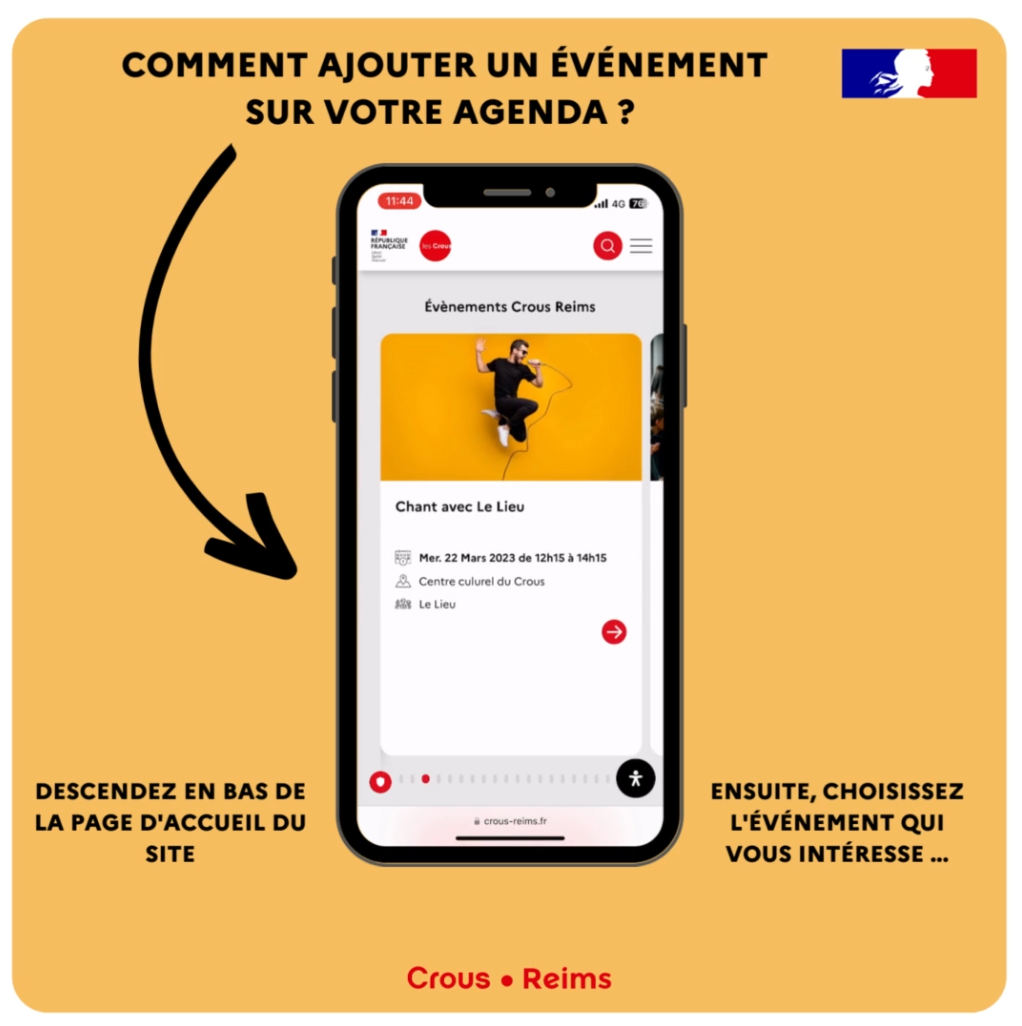 COMMENT AJOUTER UN ÉVÉNEMENT
SUR VOTRE AGENDA ?
11:44
4G 76
RÉPUBLIQUE
FRANÇAISE
les Crous
Évènements Crous Reims
Chant avec Le Lieu
Mer. 22 Mars 2023 de 12h15 à 14h15
Centre culurel du Crous
Le Lieu
crous-reims.fr
DESCENDEZ EN BAS DE
LA PAGE D'ACCUEIL DU
SITE
ENSUITE, CHOISISSEZ
L'ÉVÉNEMENT QUI
VOUS INTÉRESSE ...
Crous • Reims